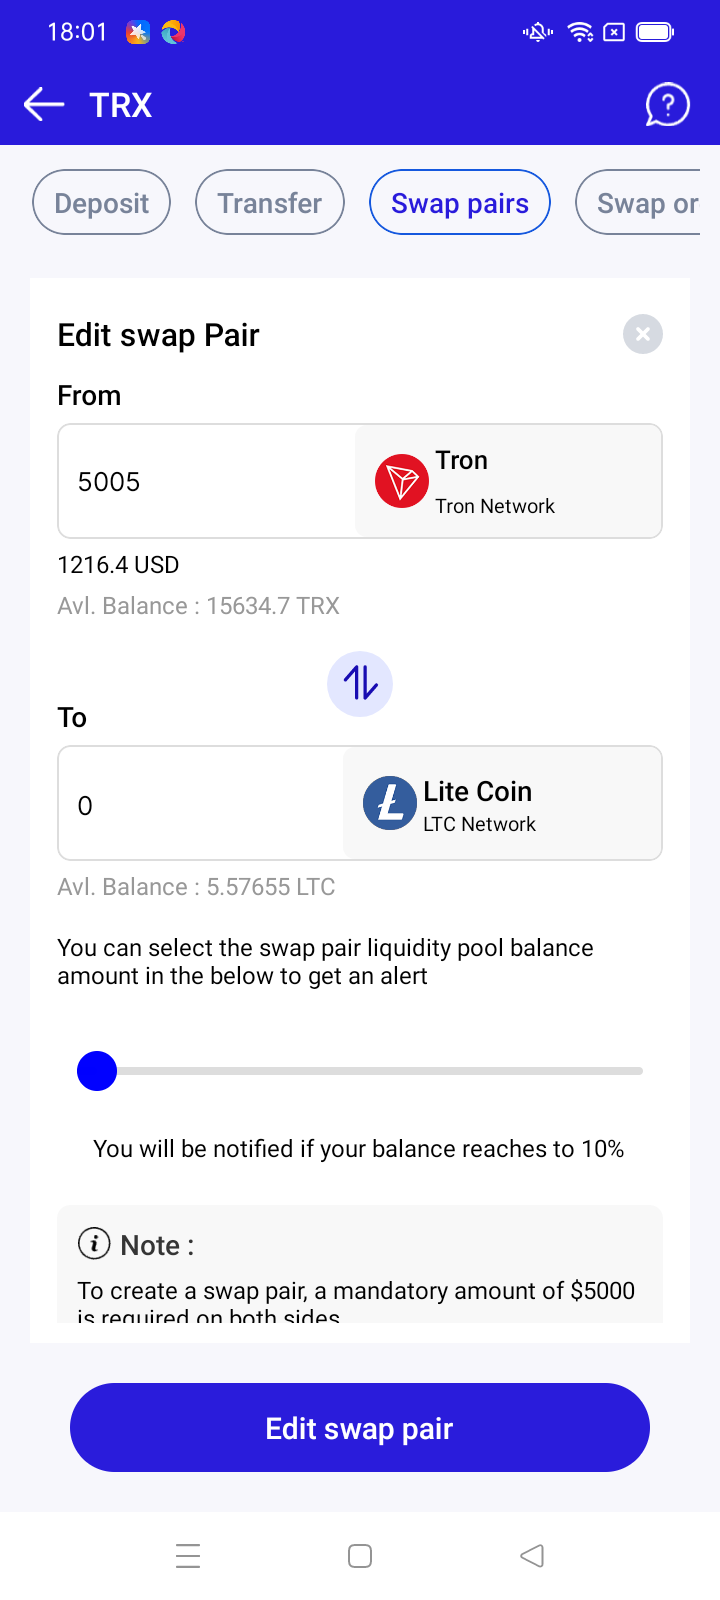 18:01
TRX
Deposit
Transfer
Swap pairs
Swap or
Edit swap Pair
From
5005
Tron
Tron Network
1216.4 USD
Avl. Balance : 15634.7 TRX
To
0
Lite Coin
LTC Network
Avl. Balance : 5.57655 LTC
You can select the swap pair liquidity pool balance
amount in the below to get an alert
You will be notified if your balance reaches to 10%
Note :
To create a swap pair, a mandatory amount of $5000
is required on both sides
Edit swap pair